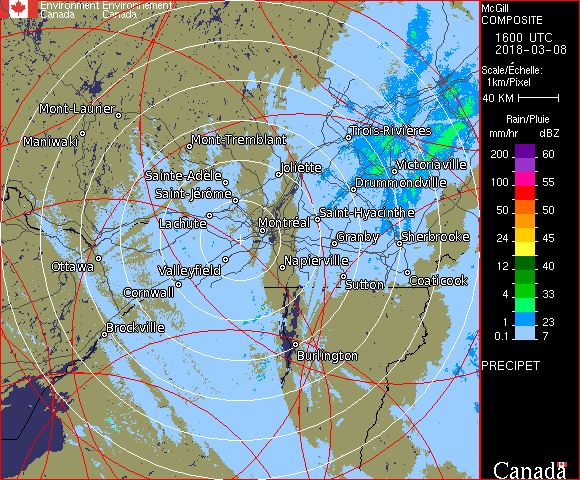 Environment Environnement
Canada Canada
McGill
COMPOSITE
1600 UTC
2018-03-08
Scale/Échelle:
1km/Pixel
40 KM
Rain/Pluie
mm/hr dBZ
200 60
100 55
50 50
24 45
12 40
4 33
1 23
0.1 7
PRECIPET
Canada
Mont-Laurier
Maniwaki
Mont-Tremblant
Trois-Rivières
Joliette
Victoriaville
Sainte-Adèle
Drummondville
Saint-Jérôme
Lachute
Saint-Hyacinthe
Montréal
Granby
Sherbrooke
Ottawa
Valleyfield
Napierville
Cornwall
Sutton
Coaticook
Brockville
Burlington